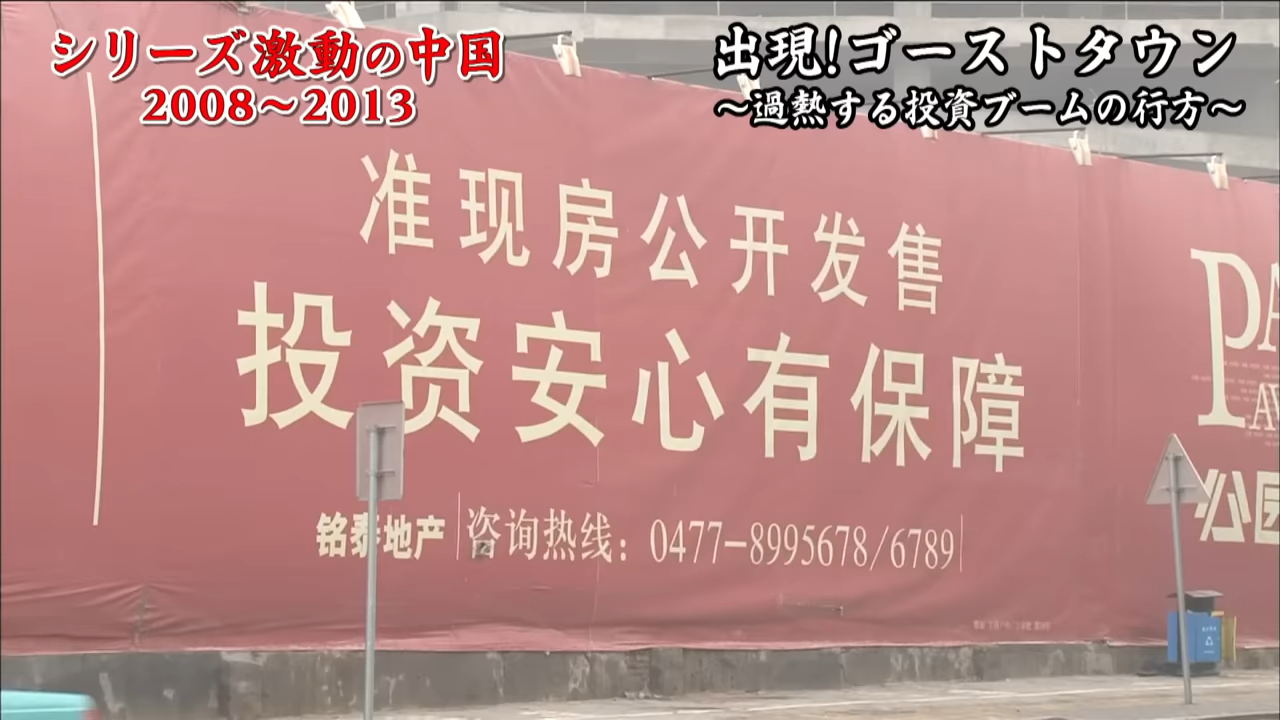 シリーズ激動の中国
2008〜2013
出現!ゴーストタウン
〜過熱する投資ブームの行方〜
准现房公开发售
投资安心有保障
铭泰地产 咨询热线：0477-8995678/6789
PA
AV
公园